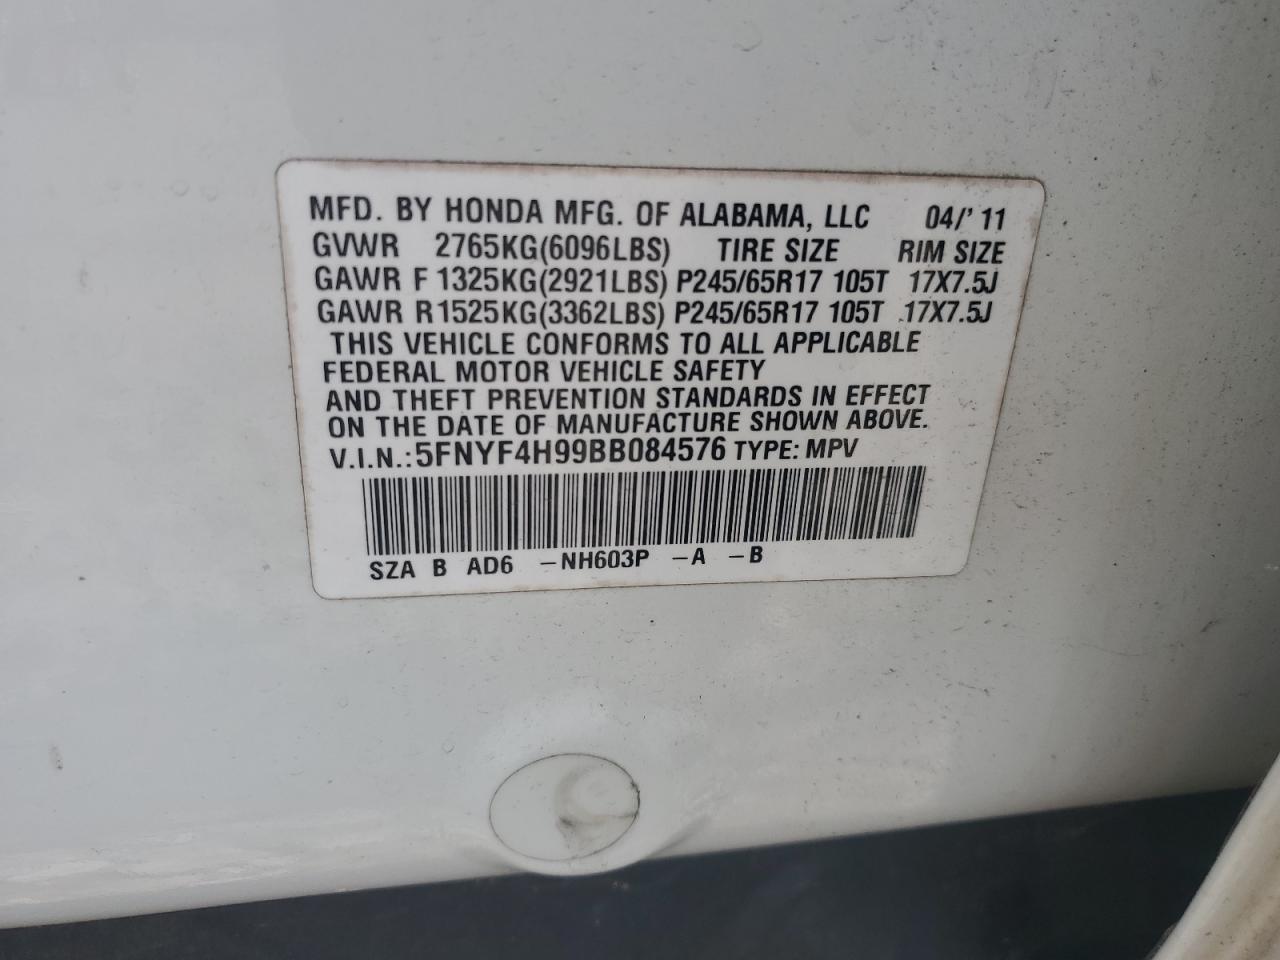 MFD. BY HONDA MFG. OF ALABAMA, LLC 04/'11
GVWR 2765KG(6096LBS) TIRE SIZE RIM SIZE
GAWR F 1325KG(2921LBS) P245/65R17 105T 17X7.5J
GAWR R1525KG(3362LBS) P245/65R17 105T 17X7.5J
THIS VEHICLE CONFORMS TO ALL APPLICABLE
FEDERAL MOTOR VEHICLE SAFETY
AND THEFT PREVENTION STANDARDS IN EFFECT
ON THE DATE OF MANUFACTURE SHOWN ABOVE.
V.I.N.:5FNYF4H99BB084576 TYPE: MPV
SZA B AD6 –NH603P –A –B